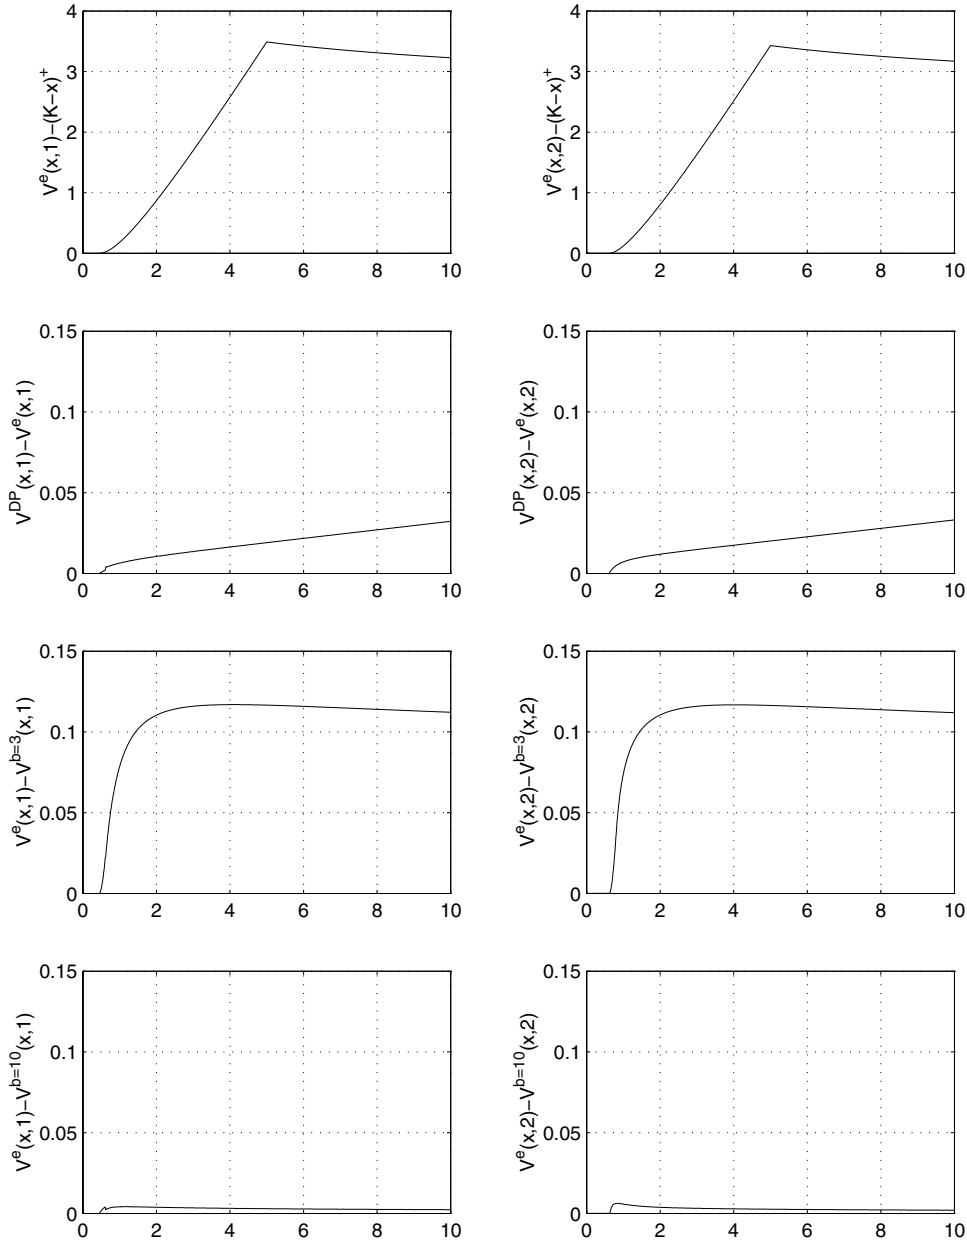 V^e(x,1)−(K−x)^+
4
3
2
1
0
0 2 4 6 8 10
V^e(x,2)−(K−x)^+
4
3
2
1
0
0 2 4 6 8 10
V^DP(x,1)−V^e(x,1)
0.15
0.1
0.05
0
0 2 4 6 8 10
V^DP(x,2)−V^e(x,2)
0.15
0.1
0.05
0
0 2 4 6 8 10
V^e(x,1)−V^b=3(x,1)
0.15
0.1
0.05
0
0 2 4 6 8 10
V^e(x,2)−V^b=3(x,2)
0.15
0.1
0.05
0
0 2 4 6 8 10
V^e(x,1)−V^b=10(x,1)
0.15
0.1
0.05
0
0 2 4 6 8 10
V^e(x,2)−V^b=10(x,2)
0.15
0.1
0.05
0
0 2 4 6 8 10